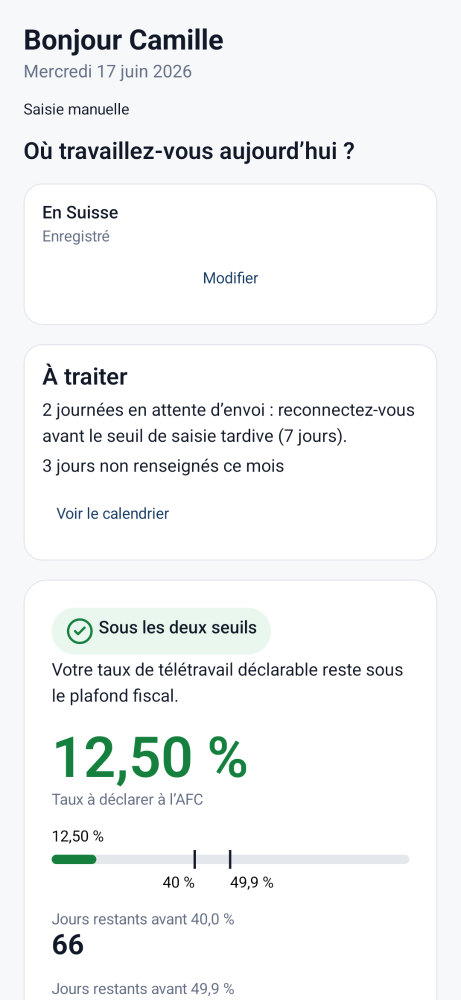 Bonjour Camille
Mercredi 17 juin 2026
Saisie manuelle
Où travaillez-vous aujourd’hui ?
En Suisse
Enregistré
Modifier
À traiter
2 journées en attente d’envoi : reconnectez-vous
avant le seuil de saisie tardive (7 jours).
3 jours non renseignés ce mois
Voir le calendrier
Sous les deux seuils
Votre taux de télétravail déclarable reste sous
le plafond fiscal.
12,50 %
Taux à déclarer à l’AFC
12,50 %
40 % 49,9 %
Jours restants avant 40,0 %
66
Jours restants avant 49,9 %